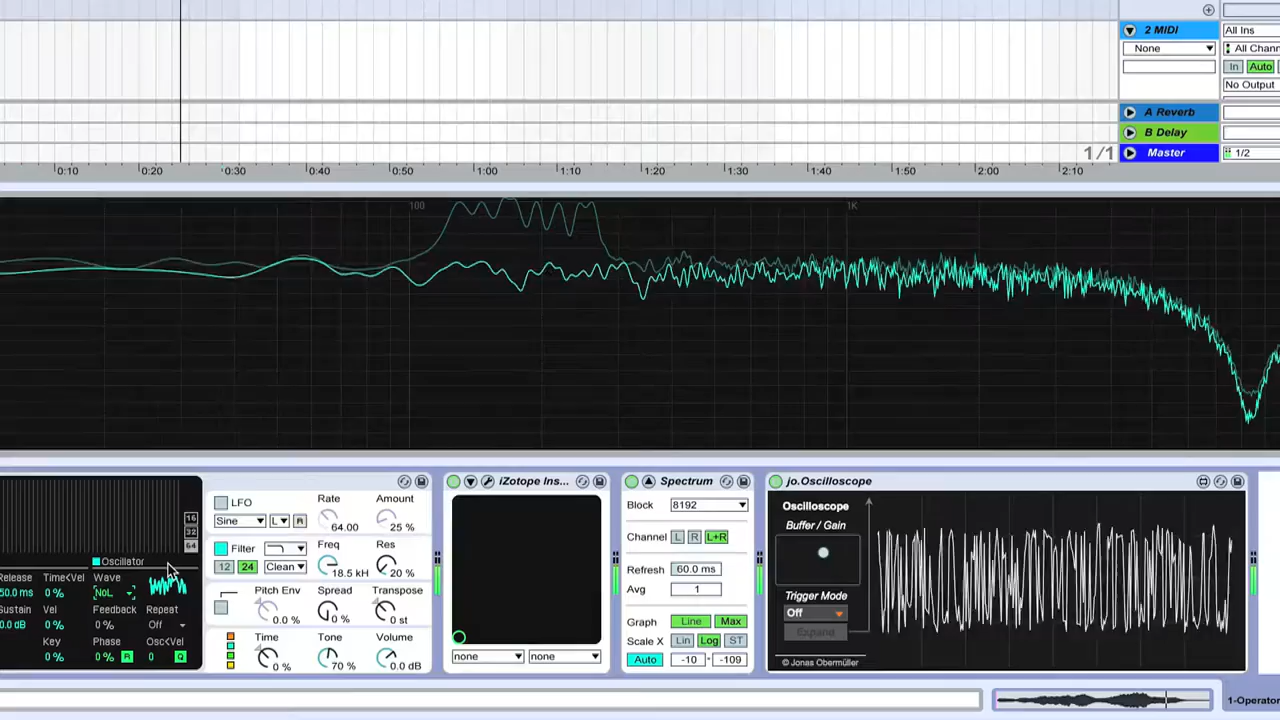 2 MIDI
All Ins
None
All Chann
In
Auto
No Output
A Reverb
B Delay
1/1
Master
1/2
0:10
0:20
0:30
0:40
0:50
1:00
1:10
1:20
1:30
1:40
1:50
2:00
2:10
100
1K
iZotope Ins...
Spectrum
jo.Oscilloscope
LFO
Rate
Amount
Sine
L
R
64.00
25 %
16
32
64
Filter
Freq
Res
12
24
Clean
18.5 kH
20 %
Oscillator
Release
Time<Vel
Wave
50.0 ms
0 %
NoL
Sustain
Vel
Feedback
Repeat
0.0 dB
0 %
0 %
Off
Key
Phase
Osc<Vel
0 %
0 %
R
0
Q
Pitch Env
Spread
Transpose
0.0 %
0 %
0 st
Time
Tone
Volume
0 %
70 %
0.0 dB
none
none
Block
8192
Channel
L
R
L+R
Refresh
60.0 ms
Avg
1
Graph
Line
Max
Scale X
Lin
Log
ST
Auto
-10
-109
Oscilloscope
Buffer / Gain
Trigger Mode
Off
Expand
© Jonas Obermüller
1-Operator